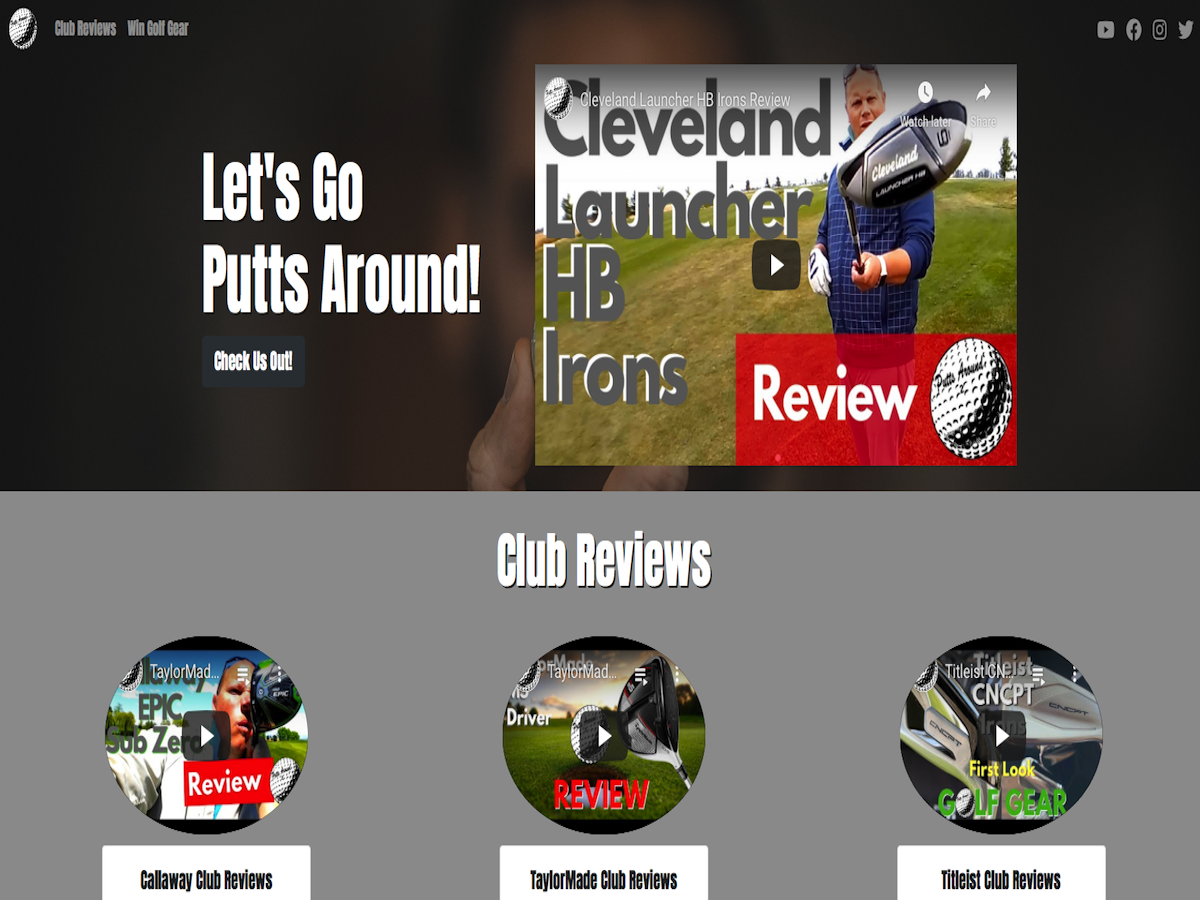 Club Reviews Win Golf Gear
Let's Go
Putts Around!
Check Us Out!
Cleveland Launcher HB Irons Review
Watch later
Share
Cleveland
Launcher
HB
Irons
Cleveland
LAUNCHER HB
Review
Putts Around
Club Reviews
TaylorMad...
EPIC
Sub Zero
EPIC
Review
TaylorMad...
Driver
REVIEW
Titleist CN...
Titleist
CNCPT
Irons
CNCPT
CNCPT
First Look
GOLF GEAR
Callaway Club Reviews
TaylorMade Club Reviews
Titleist Club Reviews